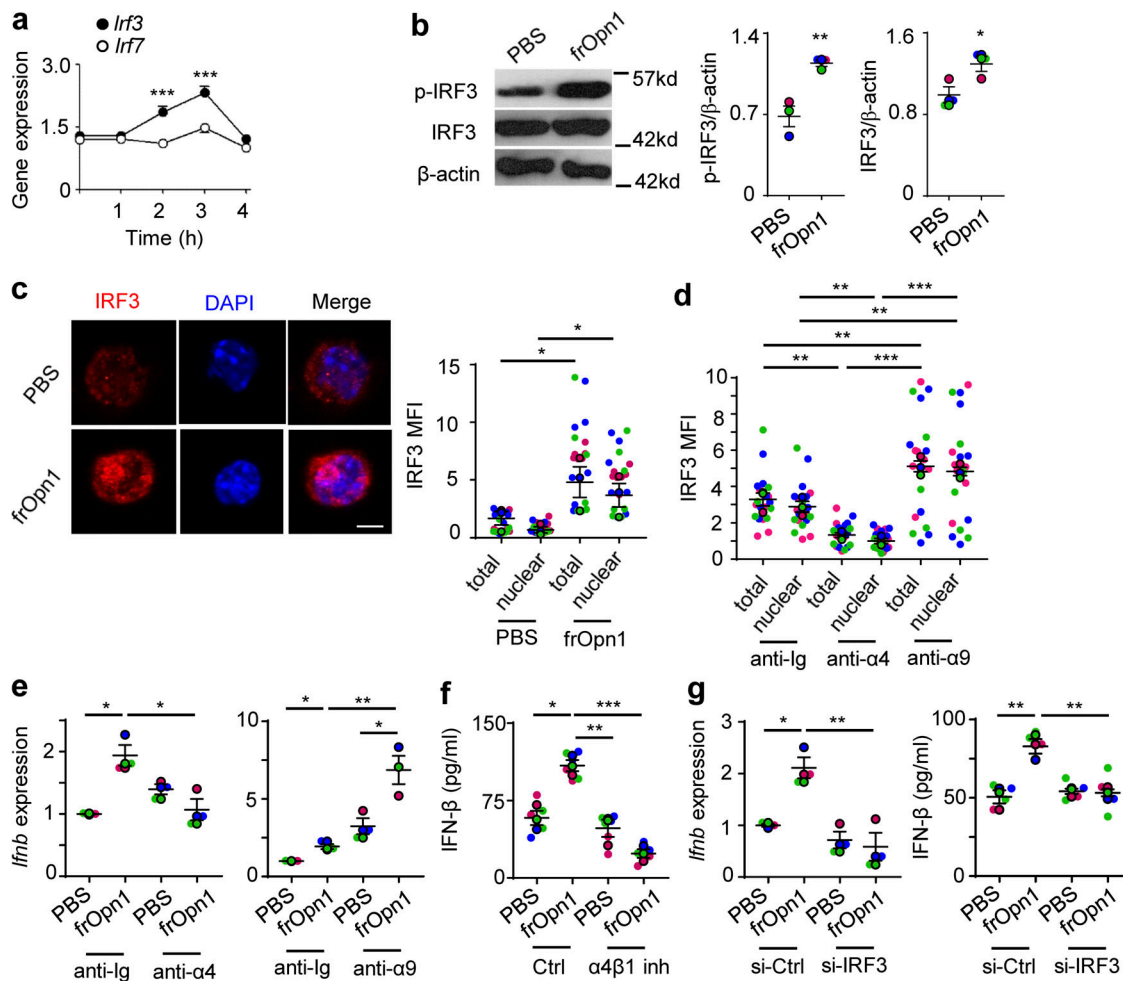 a
Irf3
Irf7
Gene expression
3.0
1.5
0
***
***
1 2 3 4
Time (h)
b
PBS frOpn1
p-IRF3
IRF3
β-actin
57kd
42kd
42kd
p-IRF3/β-actin
1.4
0.7
0
**
PBS
frOpn1
IRF3/β-actin
1.6
0.8
0
*
PBS
frOpn1
c
IRF3 DAPI Merge
PBS
frOpn1
IRF3 MFI
15
10
5
0
*
*
total nuclear total nuclear
PBS frOpn1
d
IRF3 MFI
10
8
6
4
2
0
** ***
**
**
** ***
total nuclear total nuclear total nuclear
anti-Ig anti-α4 anti-α9
e
Ifnb expression
2
1
0
* *
PBS frOpn1 PBS frOpn1
anti-Ig anti-α4
10
5
0
* **
*
PBS frOpn1 PBS frOpn1
anti-Ig anti-α9
f
IFN-β (pg/ml)
150
75
0
* ***
**
PBS frOpn1 PBS frOpn1
Ctrl α4β1 inh
g
Ifnb expression
3
2
1
0
* **
PBS frOpn1 PBS frOpn1
si-Ctrl si-IRF3
IFN-β (pg/ml)
100
50
0
** **
PBS frOpn1 PBS frOpn1
si-Ctrl si-IRF3